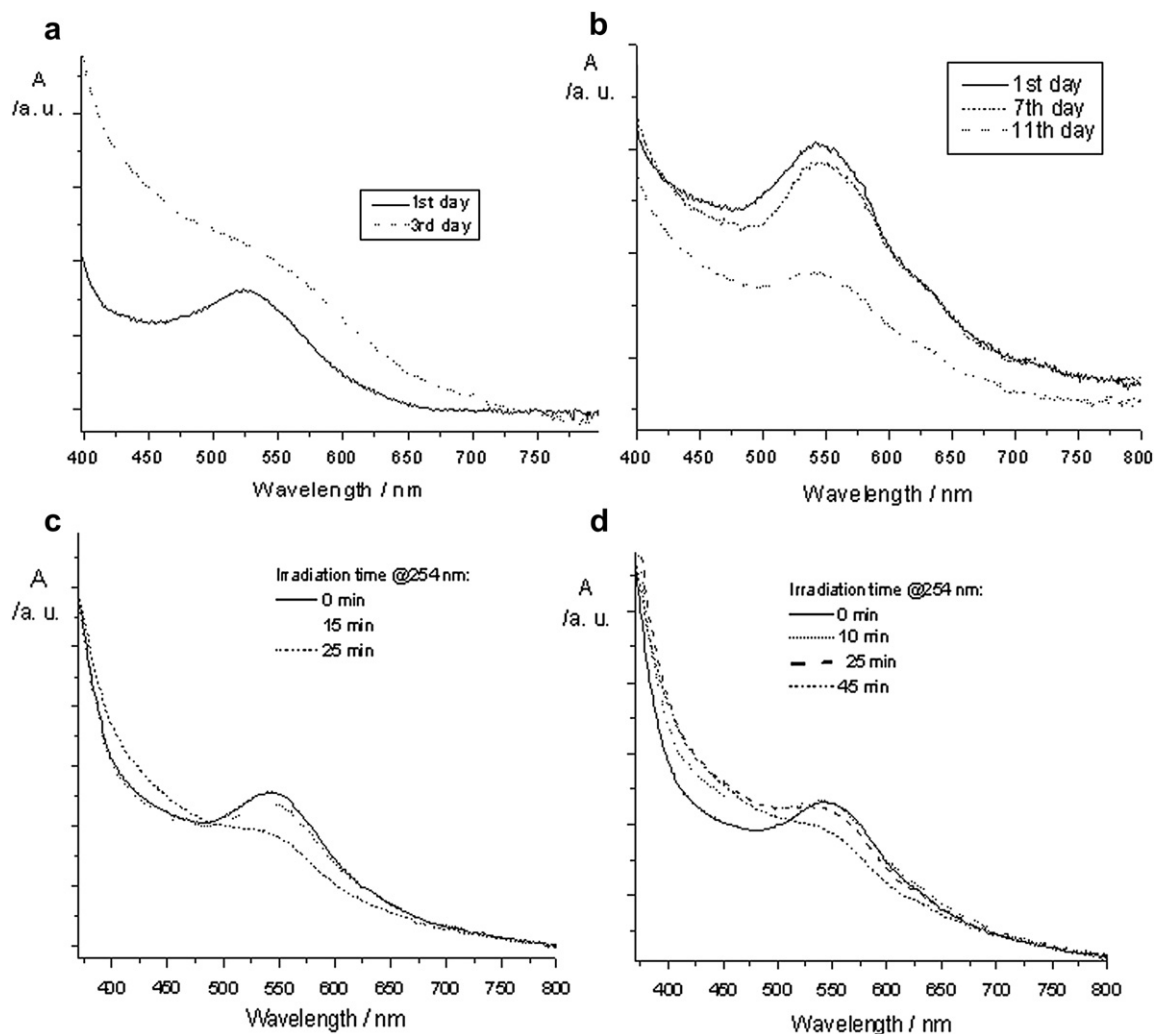 a
A
/a. u.
1st day
3rd day
400 450 500 550 600 650 700 750
Wavelength / nm
b
A
/a. u.
1st day
7th day
11th day
400 450 500 550 600 650 700 750 800
Wavelength / nm
c
A
/a. u.
Irradiation time @254 nm:
0 min
15 min
25 min
400 450 500 550 600 650 700 750 800
Wavelength / nm
d
A
/a. u.
Irradiation time @254 nm:
0 min
10 min
25 min
45 min
400 450 500 550 600 650 700 750 800
Wavelength / nm